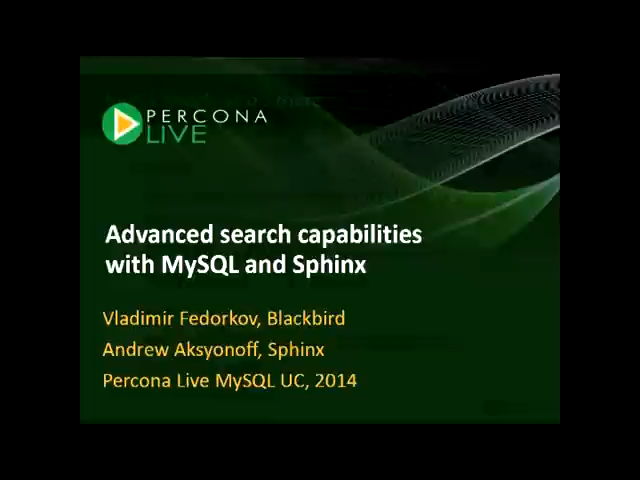 PERCONA
LIVE
Advanced search capabilities
with MySQL and Sphinx
Vladimir Fedorkov, Blackbird
Andrew Aksyonoff, Sphinx
Percona Live MySQL UC, 2014